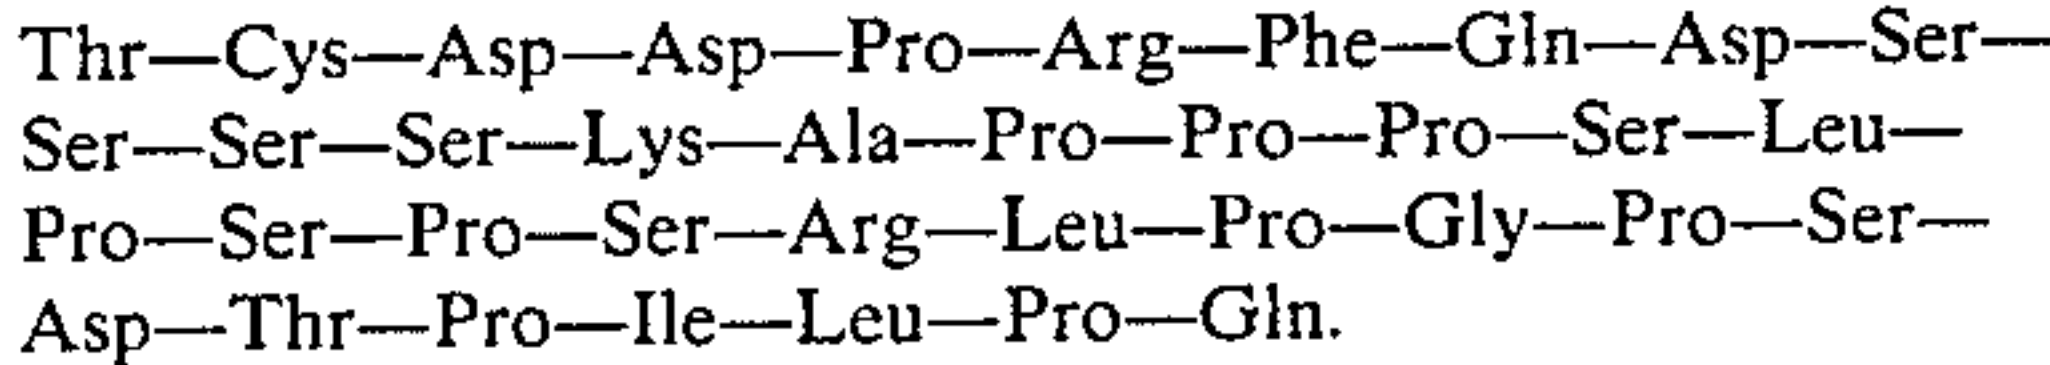 Thr—Cys—Asp—Asp—Pro—Arg—Phe—Gln—Asp—Ser—
Ser—Ser—Ser—Lys—Ala—Pro—Pro—Pro—Ser—Leu—
Pro—Ser—Pro—Ser—Arg—Leu—Pro—Gly—Pro—Ser—
Asp—Thr—Pro—Ile—Leu—Pro—Gln.